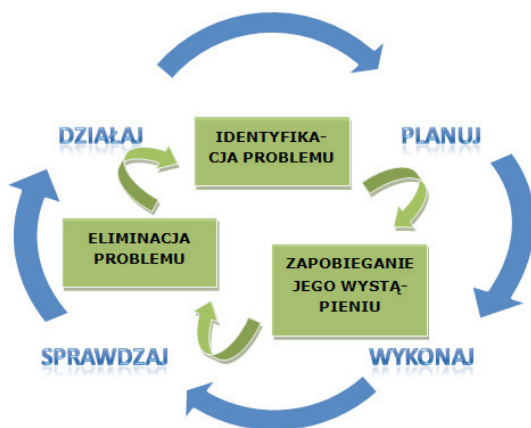 DZIAŁAJ
IDENTYFIKA-
CJA PROBLEMU
PLANUJ
ELIMINACJA
PROBLEMU
ZAPOBIEGANIE
JEGO WYSTĄ-
PIENIU
SPRAWDZAJ
WYKONAJ